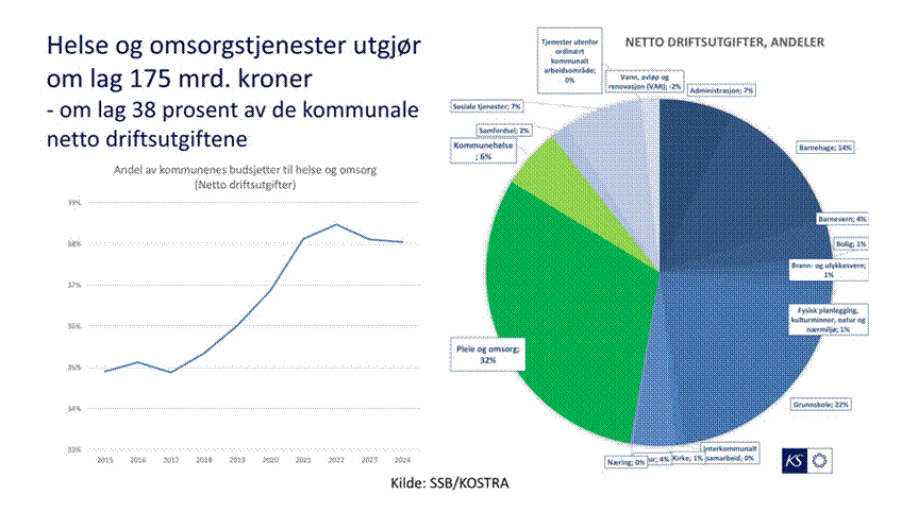 Helse og omsorgstjenester utgjør
om lag 175 mrd. kroner
- om lag 38 prosent av de kommunale
netto driftsutgiftene
Andel av kommunenes budsjetter til helse og omsorg
(Netto driftsutgifter)
39%
38%
37%
36%
35%
34%
33%
2015 2016 2017 2018 2019 2020 2021 2022 2023 2024
NETTO DRIFTSUTGIFTER, ANDELER
Tjenester utenfor
ordinært
kommunalt
arbeidsområde;
0%
Vann, avløp og
renovasjon (VAR); -2%
Administrasjon; 7%
Sosiale tjenester; 7%
Samferdsel; 2%
Kommunehelse
; 6%
Barnehage; 14%
Barnevern; 4%
Bolig; 1%
Brann- og ulykkesvern;
1%
Fysisk planlegging,
kulturminner, natur og
nærmiljø; 1%
Pleie og omsorg;
32%
Grunnskole; 22%
Interkommunalt
samarbeid; 0%
Kirke; 1%
ur; 4%
Næring; 0%
KS
Kilde: SSB/KOSTRA